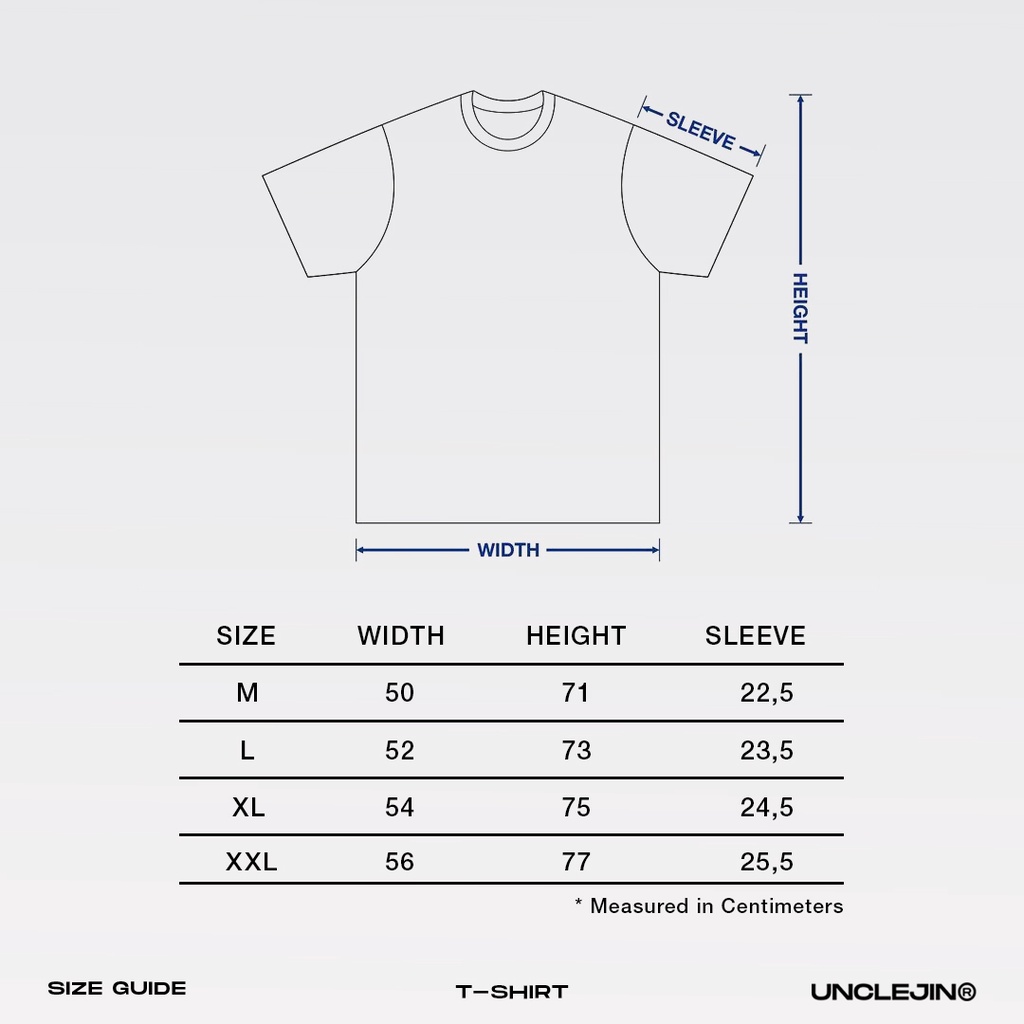 SLEEVE
HEIGHT
WIDTH
SIZE WIDTH HEIGHT SLEEVE
M 50 71 22,5
L 52 73 23,5
XL 54 75 24,5
XXL 56 77 25,5
* Measured in Centimeters
SIZE GUIDE T-SHIRT UNCLEJIN®